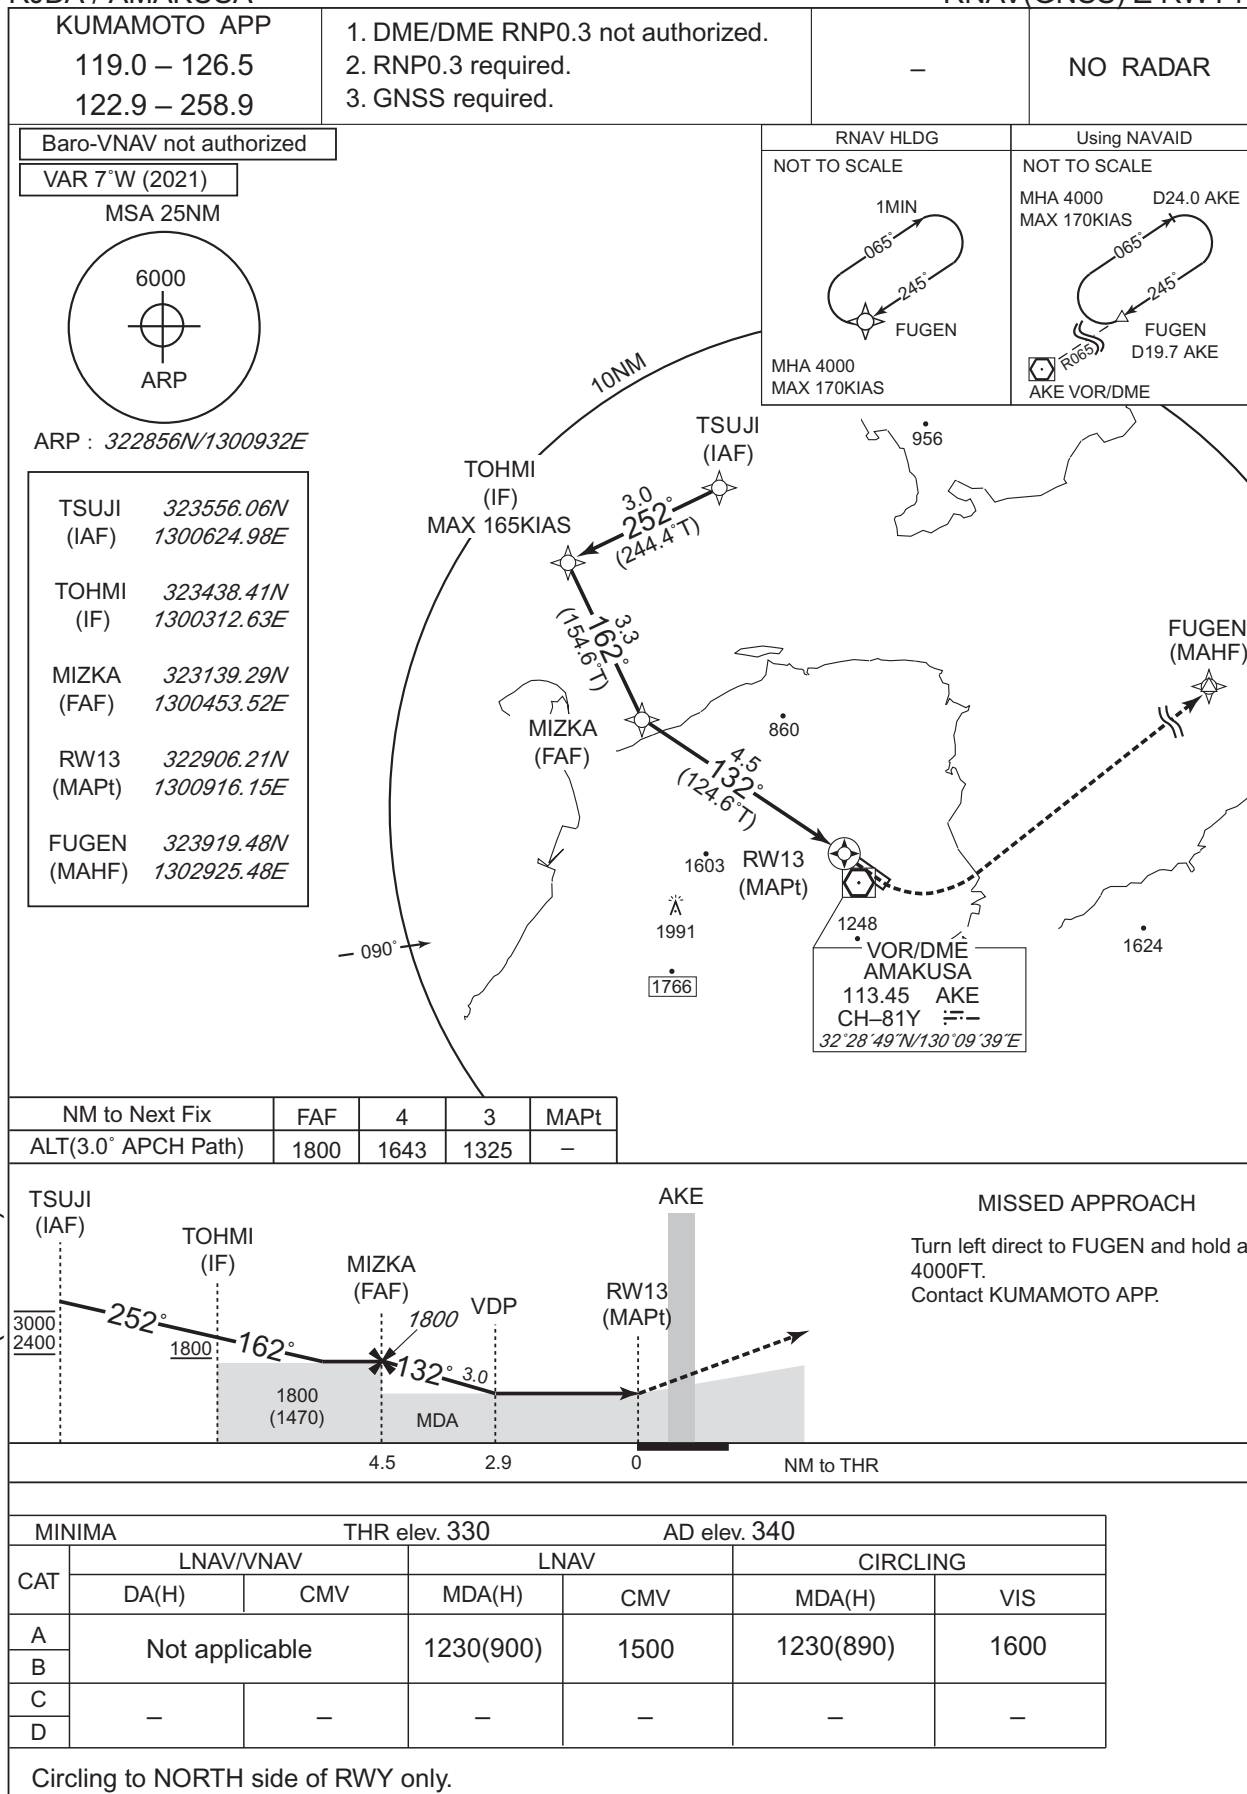 KUMAMOTO APP
119.0 – 126.5
122.9 – 258.9
1. DME/DME RNP0.3 not authorized.
2. RNP0.3 required.
3. GNSS required.
–
NO RADAR
Baro-VNAV not authorized
VAR 7°W (2021)
MSA 25NM
6000
ARP
ARP : 322856N/1300932E
RNAV HLDG
NOT TO SCALE
1MIN
065°
245°
FUGEN
MHA 4000
MAX 170KIAS
Using NAVAID
NOT TO SCALE
MHA 4000 D24.0 AKE
MAX 170KIAS
065°
245°
FUGEN
D19.7 AKE
R065
AKE VOR/DME
TSUJI 323556.06N
(IAF) 1300624.98E
TOHMI 323438.41N
(IF) 1300312.63E
MIZKA 323139.29N
(FAF) 1300453.52E
RW13 322906.21N
(MAPt) 1300916.15E
FUGEN 323919.48N
(MAHF) 1302925.48E
10NM
TSUJI
(IAF)
956
TOHMI
(IF)
MAX 165KIAS
3.0
252°
(244.4°T)
3.3
162°
(154.6°T)
FUGEN
(MAHF)
MIZKA
(FAF)
860
4.5
132°
(124.6°T)
1603
RW13
(MAPt)
1991
1248
1624
090°
1766
VOR/DME
AMAKUSA
113.45 AKE
CH–81Y
32°28´49˝N/130°09´39˝E
NM to Next Fix FAF 4 3 MAPt
ALT(3.0° APCH Path) 1800 1643 1325 –
TSUJI
(IAF)
TOHMI
(IF)
MIZKA
(FAF)
1800
VDP
RW13
(MAPt)
AKE
MISSED APPROACH
Turn left direct to FUGEN and hold a
4000FT.
Contact KUMAMOTO APP.
3000
2400
252°
1800
162°
132°
3.0
1800
(1470)
MDA
4.5 2.9 0 NM to THR
MINIMA THR elev. 330 AD elev. 340
CAT LNAV/VNAV LNAV CIRCLING
DA(H) CMV MDA(H) CMV MDA(H) VIS
A
B
Not applicable 1230(900) 1500 1230(890) 1600
C
D
– – – – – –
Circling to NORTH side of RWY only.